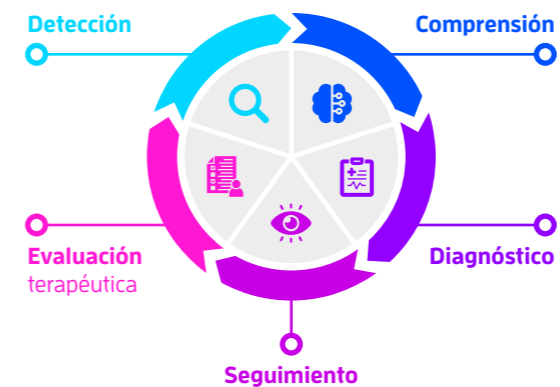 Detección
Comprensión
Evaluación
terapéutica
Diagnóstico
Seguimiento